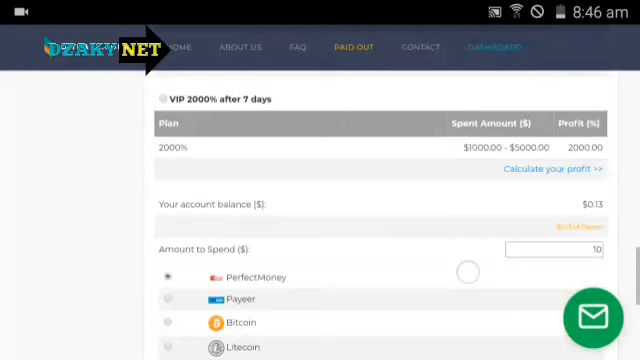 8:46 am
DZAKY NET
HOME ABOUT US FAQ PAID OUT CONTACT DASHBOARD
VIP 2000% after 7 days
Plan Spent Amount ($) Profit (%)
2000% $1000.00 - $5000.00 2000.00
Calculate your profit >>
Your account balance ($): $0.13
Amount to Spend ($): 10
PerfectMoney
Payeer
Bitcoin
Litecoin